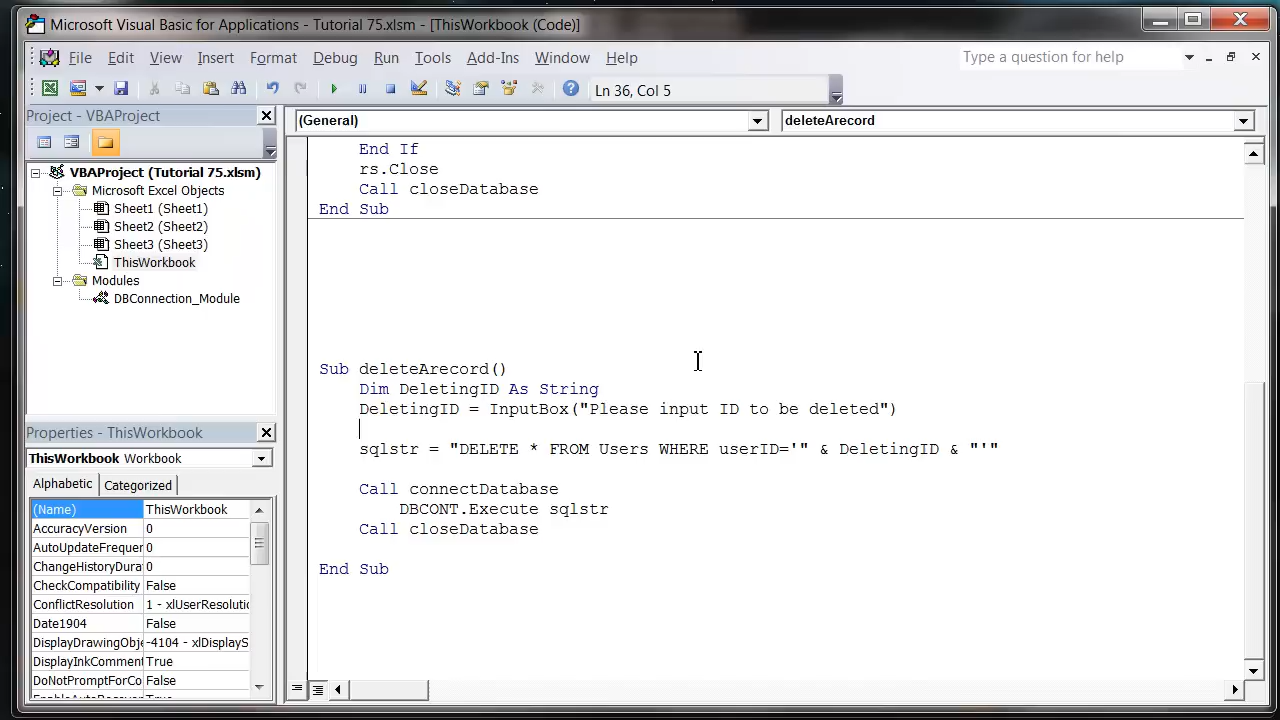 Microsoft Visual Basic for Applications - Tutorial 75.xlsm - [ThisWorkbook (Code)]
File Edit View Insert Format Debug Run Tools Add-Ins Window Help
Type a question for help
Ln 36, Col 5
Project - VBAProject
(General)
deleteArecord
VBAProject (Tutorial 75.xlsm)
Microsoft Excel Objects
Sheet1 (Sheet1)
Sheet2 (Sheet2)
Sheet3 (Sheet3)
ThisWorkbook
Modules
DBConnection_Module
Properties - ThisWorkbook
ThisWorkbook Workbook
Alphabetic Categorized
(Name) ThisWorkbook
AccuracyVersion 0
AutoUpdateFrequen 0
ChangeHistoryDura 0
CheckCompatibility False
ConflictResolution 1 - xlUserResolutio
Date1904 False
DisplayDrawingObje -4104 - xlDisplayS
DisplayInkComment True
DoNotPromptForCo False
End If
rs.Close
Call closeDatabase
End Sub
Sub deleteArecord()
Dim DeletingID As String
DeletingID = InputBox("Please input ID to be deleted")
sqlstr = "DELETE * FROM Users WHERE userID='" & DeletingID & "'"
Call connectDatabase
DBCONT.Execute sqlstr
Call closeDatabase
End Sub